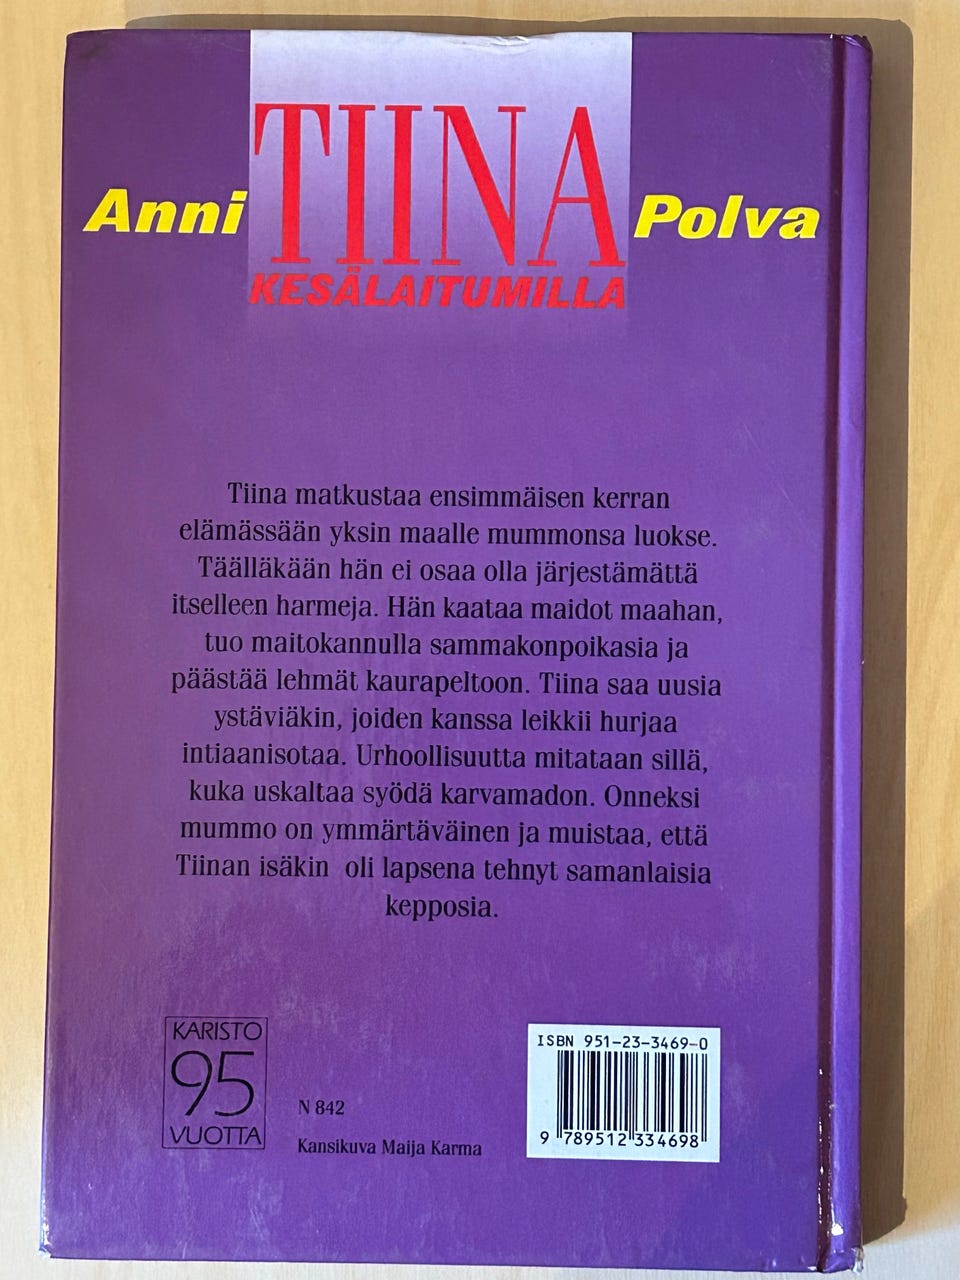 Anni TIINA Polva
KESÄLAITUMILLA
Tiina matkustaa ensimmäisen kerran
elämässään yksin maalle mummonsa luokse.
Täälläkään hän ei osaa olla järjestämättä
itselleen harmeja. Hän kaataa maidot maahan,
tuo maitokannulla sammakonpoikasia ja
päästää lehmät kaurapeltoon. Tiina saa uusia
ystäviäkin, joiden kanssa leikkii hurjaa
intiaanisotaa. Urhoollisuutta mitataan sillä,
kuka uskaltaa syödä karvamadon. Onneksi
mummo on ymmärtäväinen ja muistaa, että
Tiinan isäkin oli lapsena tehnyt samanlaisia
kepposia.
KARISTO
95
VUOTTA
N 842
Kansikuva Maija Karma
ISBN 951-23-3469-0
9 789512 334698